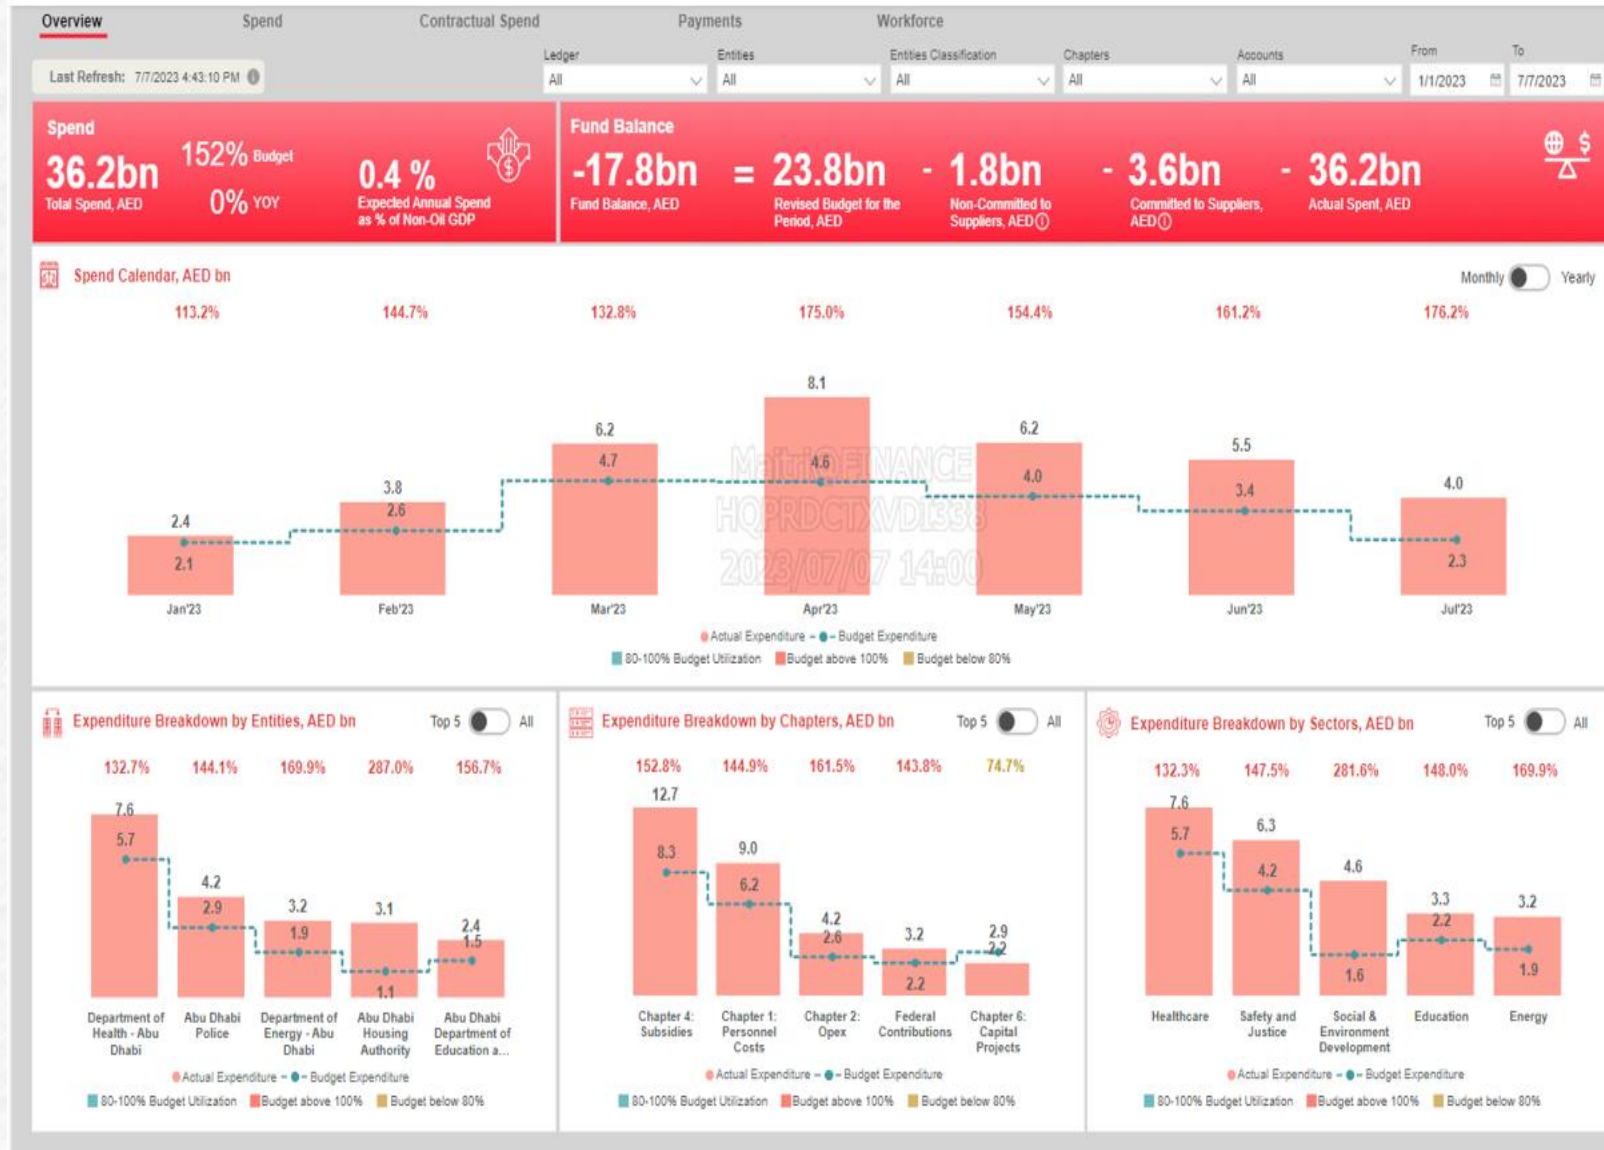 Overview Spend Contractual Spend Payments Workforce
Ledger Entities Entities Classification Chapters Accounts From To
Last Refresh: 7/7/2023 4:43:10 PM All All All All All 1/1/2023 7/7/2023
Spend
36.2bn
Total Spend, AED
152% Budget
0% YOY
0.4 %
Expected Annual Spend
as % of Non-Oil GDP
Fund Balance
-17.8bn = 23.8bn - 1.8bn - 3.6bn - 36.2bn
Fund Balance, AED
Revised Budget for the
Period, AED
Non-Committed to
Suppliers, AED
Committed to Suppliers,
AED
Actual Spent, AED
Spend Calendar, AED bn
Monthly Yearly
113.2% 144.7% 132.8% 175.0% 154.4% 161.2% 176.2%
2.4 3.8 6.2 8.1 6.2 5.5 4.0
2.1 2.6 4.7 4.6 4.0 3.4 2.3
Jan'23 Feb'23 Mar'23 Apr'23 May'23 Jun'23 Jul'23
Actual Expenditure Budget Expenditure
80-100% Budget Utilization Budget above 100% Budget below 80%
2023/07/07 14:00
Expenditure Breakdown by Entities, AED bn
Top 5 All
132.7% 144.1% 169.9% 287.0% 156.7%
7.6 4.2 3.2 3.1 2.4
5.7 2.9 1.9 1.1 1.5
Department of
Health - Abu
Dhabi
Abu Dhabi
Police
Department of
Energy - Abu
Dhabi
Abu Dhabi
Housing
Authority
Abu Dhabi
Department of
Education a...
Actual Expenditure Budget Expenditure
80-100% Budget Utilization Budget above 100% Budget below 80%
Expenditure Breakdown by Chapters, AED bn
Top 5 All
152.8% 144.9% 161.5% 143.8% 74.7%
12.7 9.0 4.2 3.2 2.9
8.3 6.2 2.6 2.2 2.2
Chapter 4:
Subsidies
Chapter 1:
Personnel
Costs
Chapter 2:
Opex
Federal
Contributions
Chapter 6:
Capital
Projects
Actual Expenditure Budget Expenditure
80-100% Budget Utilization Budget above 100% Budget below 80%
Expenditure Breakdown by Sectors, AED bn
Top 5 All
132.3% 147.5% 281.6% 148.0% 169.9%
7.6 6.3 4.6 3.3 3.2
5.7 4.2 1.6 2.2 1.9
Healthcare
Safety and
Justice
Social &
Environment
Development
Education
Energy
Actual Expenditure Budget Expenditure
80-100% Budget Utilization Budget above 100% Budget below 80%